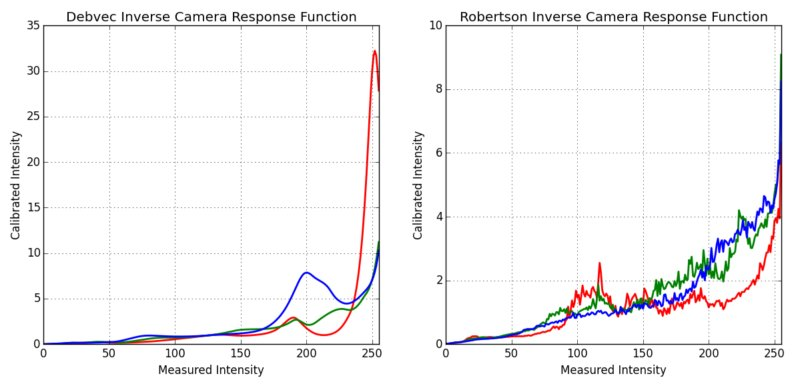 Debvec Inverse Camera Response Function
35
30
25
20
15
10
5
0
Calibrated Intensity
0 50 100 150 200 250
Measured Intensity
Robertson Inverse Camera Response Function
10
8
6
4
2
0
Calibrated Intensity
0 50 100 150 200 250
Measured Intensity